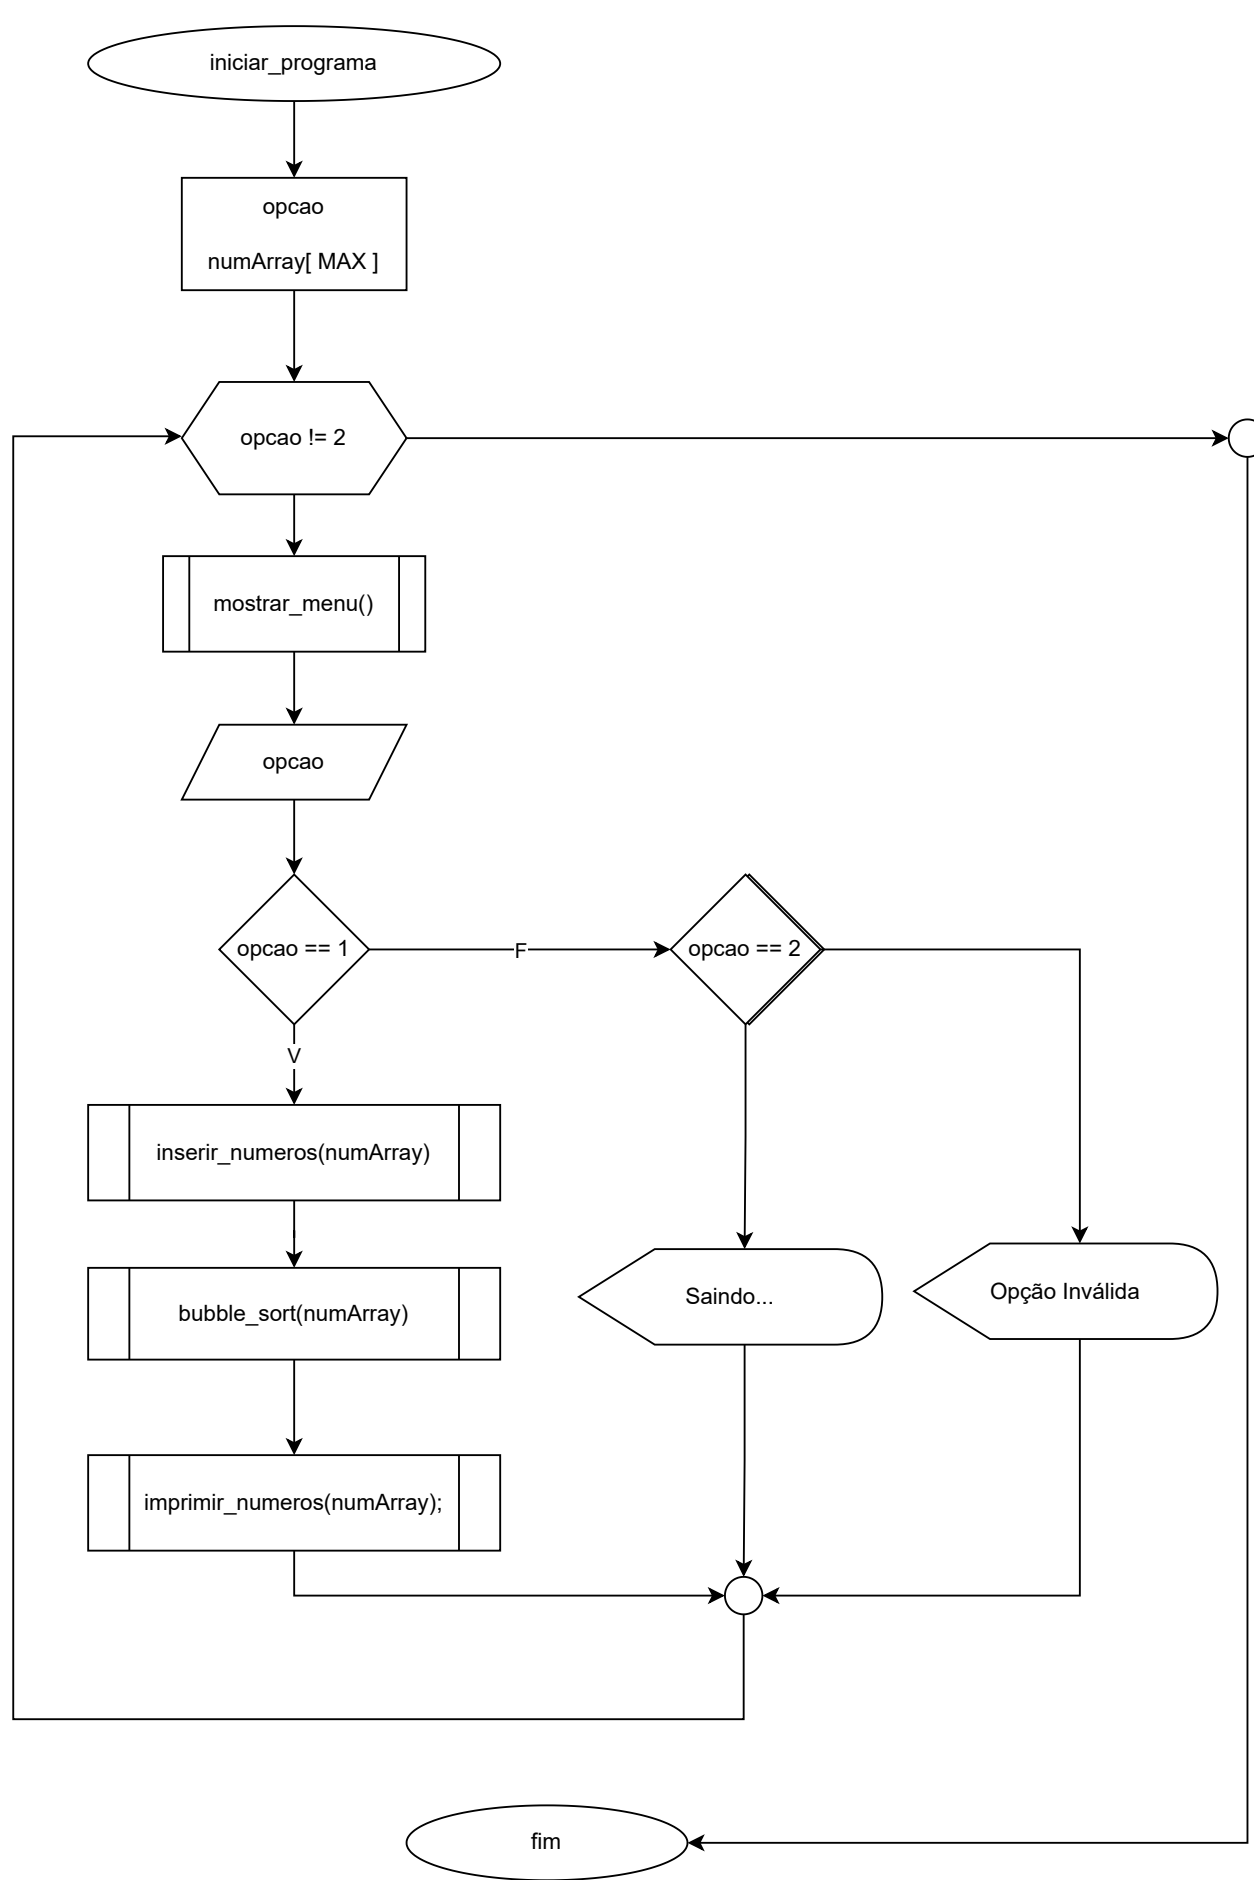 iniciar_programa
opcao
numArray[ MAX ]
opcao != 2
mostrar_menu()
opcao
opcao == 1
F
opcao == 2
V
inserir_numeros(numArray)
bubble_sort(numArray)
Saindo...
Opção Inválida
imprimir_numeros(numArray);
fim